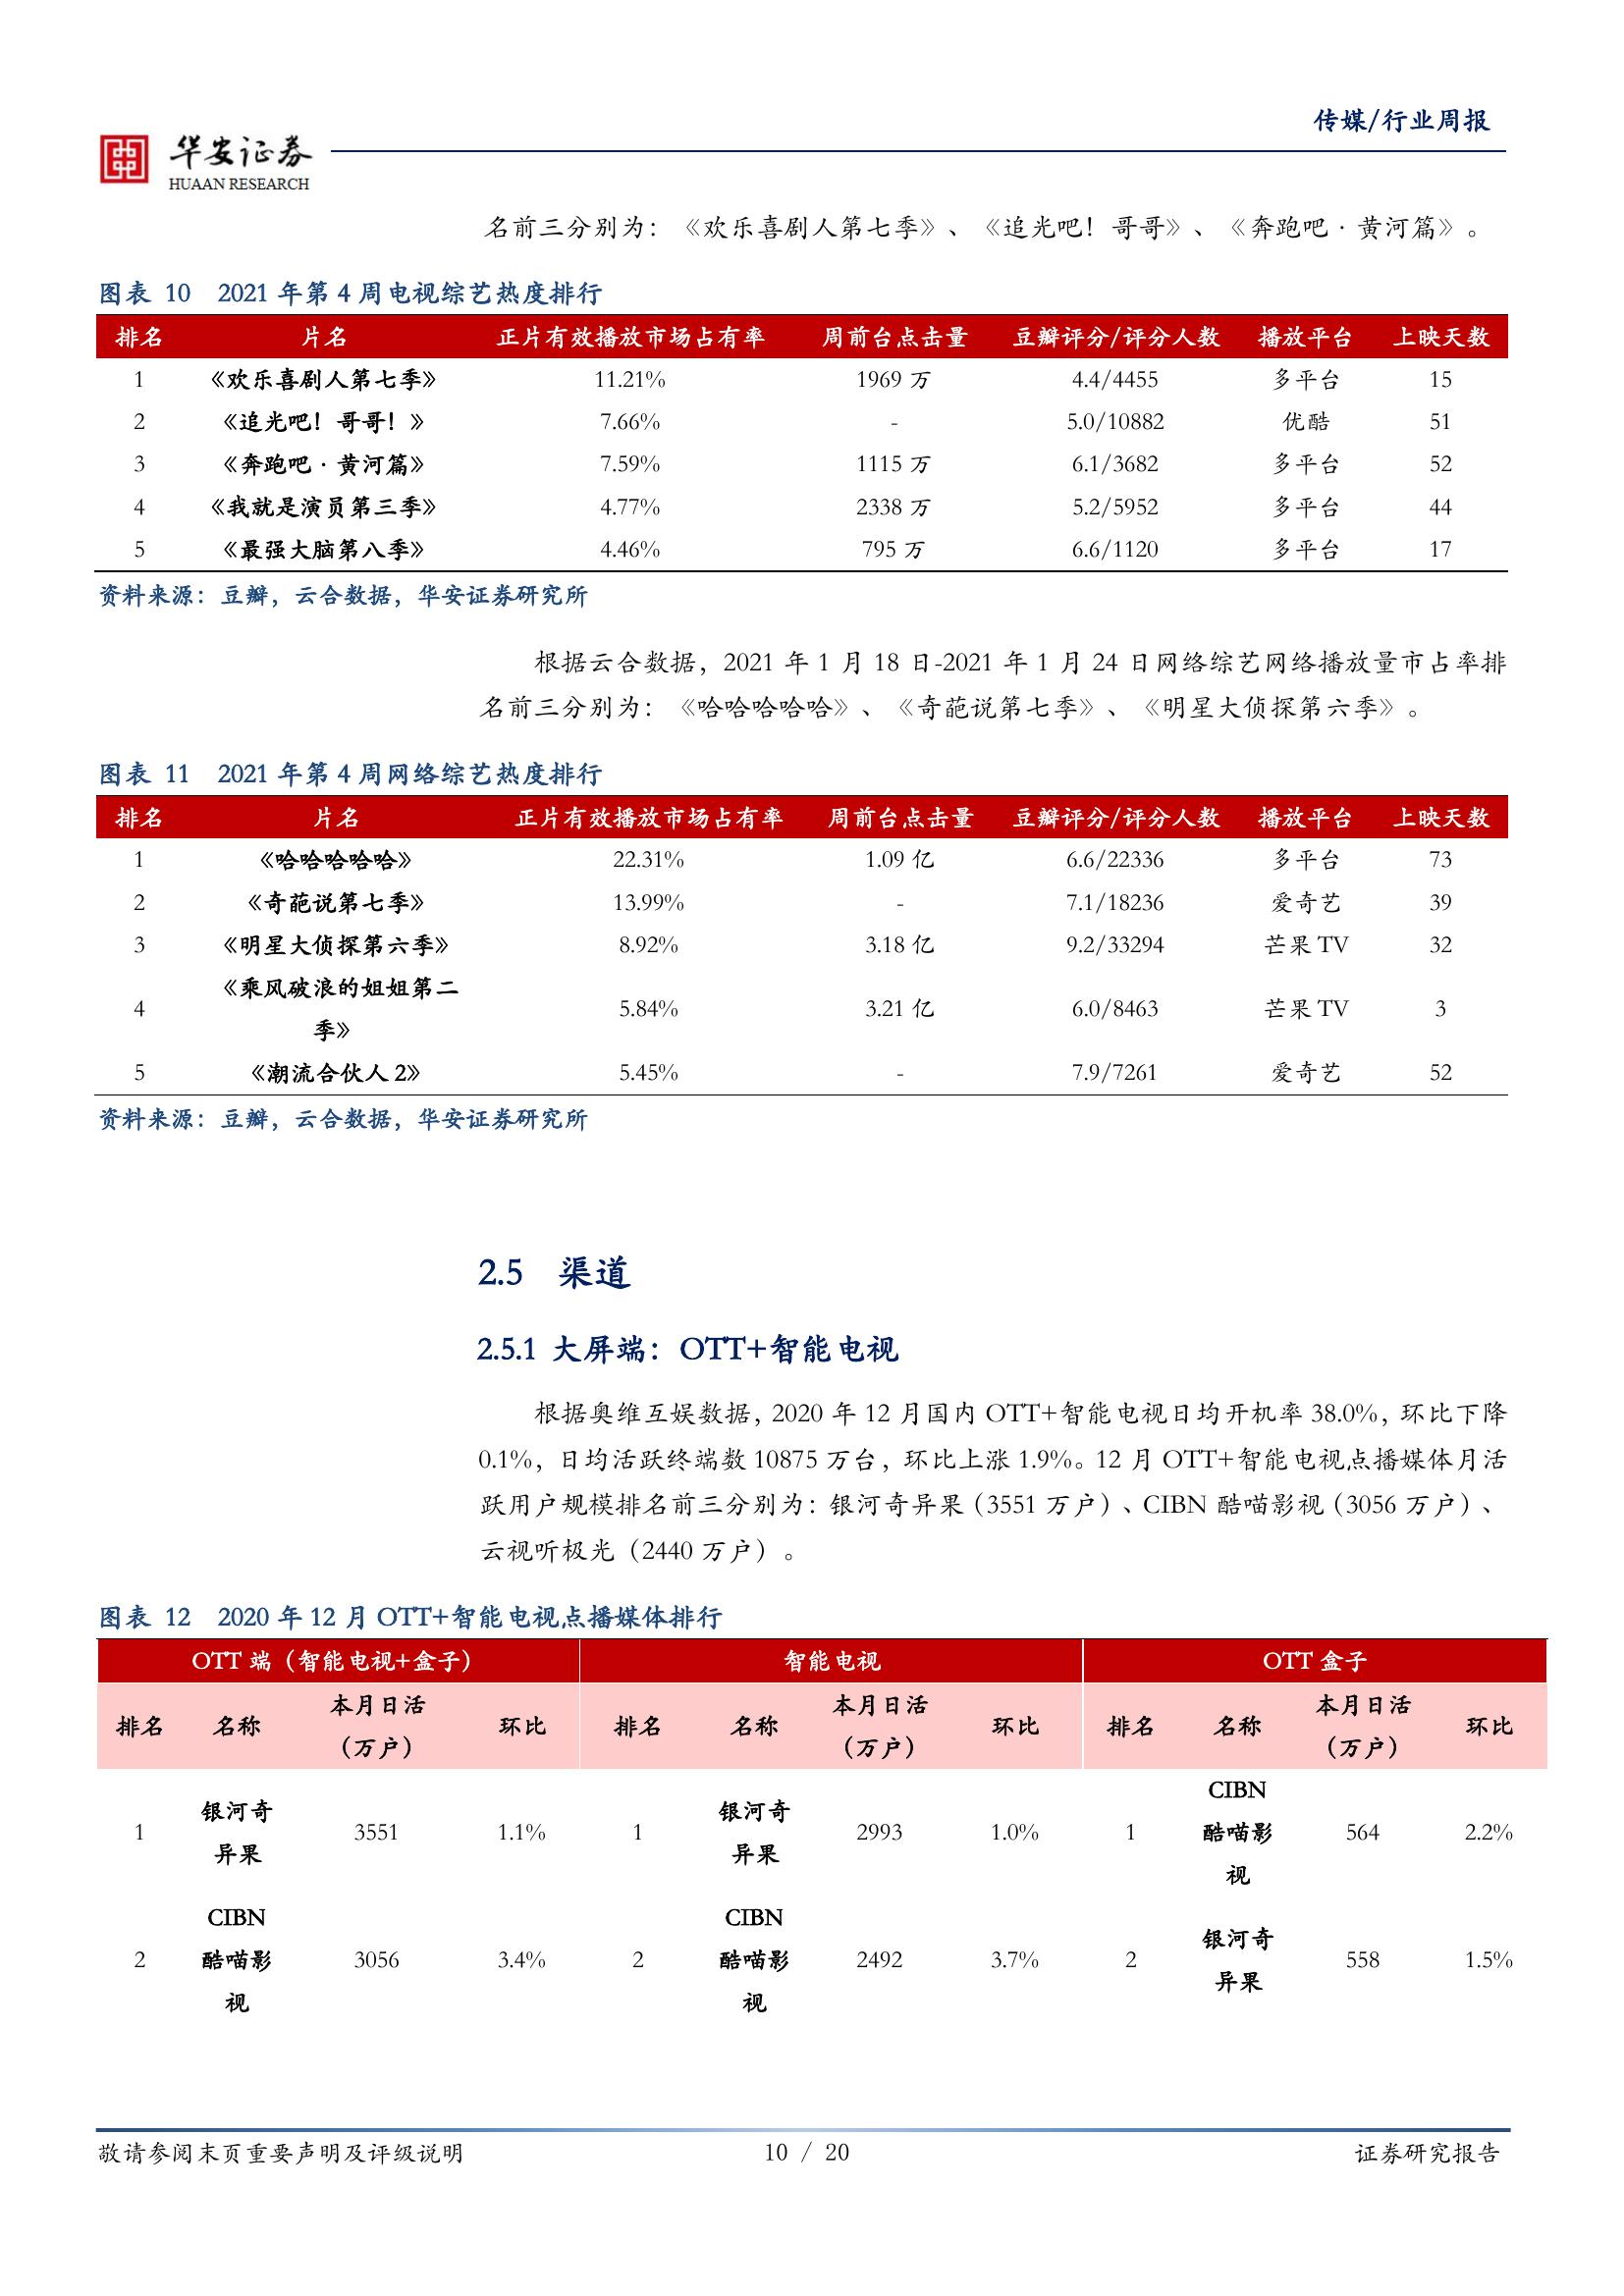 传媒/行业周报
华安证券
HUAAN RESEARCH
名前三分别为：《欢乐喜剧人第七季》、《追光吧！哥哥》、《奔跑吧·黄河篇》。
图表 10 2021 年第 4 周电视综艺热度排行
排名 片名 正片有效播放市场占有率 周前台点击量 豆瓣评分/评分人数 播放平台 上映天数
1 《欢乐喜剧人第七季》 11.21% 1969 万 4.4/4455 多平台 15
2 《追光吧！哥哥！》 7.66% - 5.0/10882 优酷 51
3 《奔跑吧·黄河篇》 7.59% 1115 万 6.1/3682 多平台 52
4 《我就是演员第三季》 4.77% 2338 万 5.2/5952 多平台 44
5 《最强大脑第八季》 4.46% 795 万 6.6/1120 多平台 17
资料来源：豆瓣，云合数据，华安证券研究所
根据云合数据，2021 年 1 月 18 日-2021 年 1 月 24 日网络综艺网络播放量市占率排
名前三分别为：《哈哈哈哈哈》、《奇葩说第七季》、《明星大侦探第六季》。
图表 11 2021 年第 4 周网络综艺热度排行
排名 片名 正片有效播放市场占有率 周前台点击量 豆瓣评分/评分人数 播放平台 上映天数
1 《哈哈哈哈哈》 22.31% 1.09 亿 6.6/22336 多平台 73
2 《奇葩说第七季》 13.99% - 7.1/18236 爱奇艺 39
3 《明星大侦探第六季》 8.92% 3.18 亿 9.2/33294 芒果 TV 32
《乘风破浪的姐姐第二
4 5.84% 3.21 亿 6.0/8463 芒果 TV 3
季》
5 《潮流合伙人 2》 5.45% - 7.9/7261 爱奇艺 52
资料来源：豆瓣，云合数据，华安证券研究所
2.5 渠道
2.5.1 大屏端：OTT+智能电视
根据奥维互娱数据，2020 年 12 月国内 OTT+智能电视日均开机率 38.0%，环比下降
0.1%，日均活跃终端数 10875 万台，环比上涨 1.9%。12 月 OTT+智能电视点播媒体月活
跃用户规模排名前三分别为：银河奇异果（3551 万户）、CIBN 酷喵影视（3056 万户）、
云视听极光（2440 万户）。
图表 12 2020 年 12 月 OTT+智能电视点播媒体排行
OTT 端（智能电视+盒子） 智能电视 OTT 盒子
本月日活 本月日活 本月日活
排名 名称 环比 排名 名称 环比 排名 名称 环比
（万户） （万户） （万户）
CIBN
银河奇 银河奇
1 3551 1.1% 1 2993 1.0% 1 酷喵影 564 2.2%
异果 异果
视
CIBN CIBN
银河奇
2 酷喵影 3056 3.4% 2 酷喵影 2492 3.7% 2 558 1.5%
异果
视 视
敬请参阅末页重要声明及评级说明 10 / 20 证券研究报告